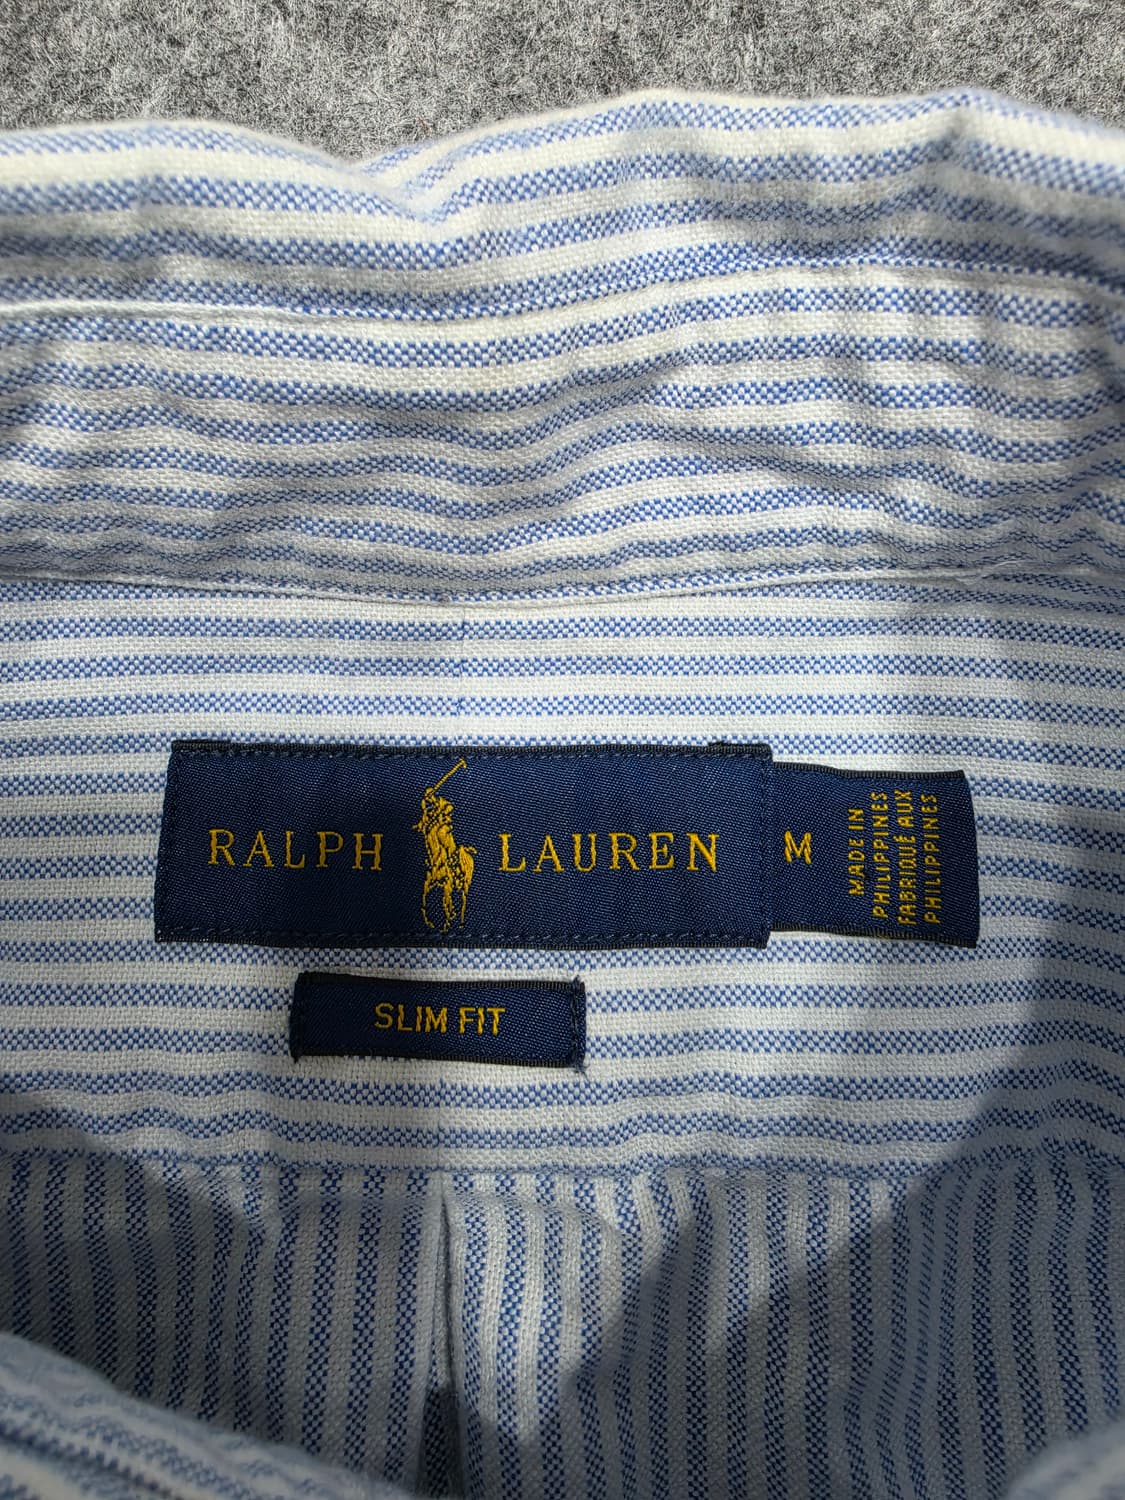 RALPH LAUREN
M
MADE IN
PHILIPPINES
FABRIQUÉ AUX
PHILIPPINES
SLIM FIT